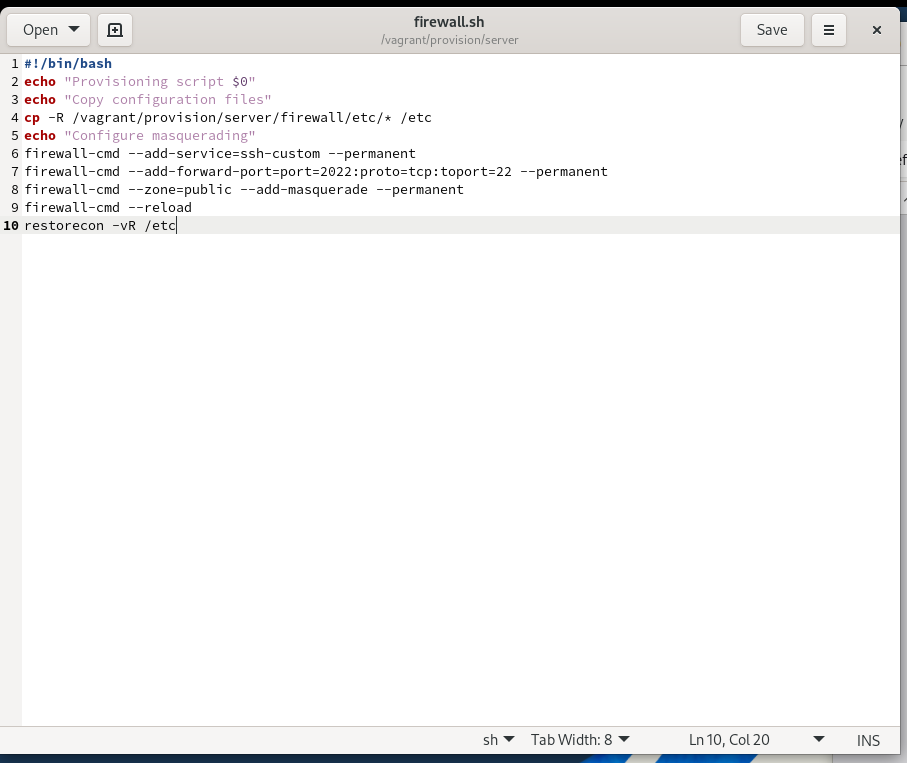 Open
firewall.sh
/vagrant/provision/server
Save
1 #!/bin/bash
2 echo "Provisioning script $0"
3 echo "Copy configuration files"
4 cp -R /vagrant/provision/server/firewall/etc/* /etc
5 echo "Configure masquerading"
6 firewall-cmd --add-service=ssh-custom --permanent
7 firewall-cmd --add-forward-port=port=2022:proto=tcp:toport=22 --permanent
8 firewall-cmd --zone=public --add-masquerade --permanent
9 firewall-cmd --reload
10 restorecon -vR /etc
sh
Tab Width: 8
Ln 10, Col 20
INS